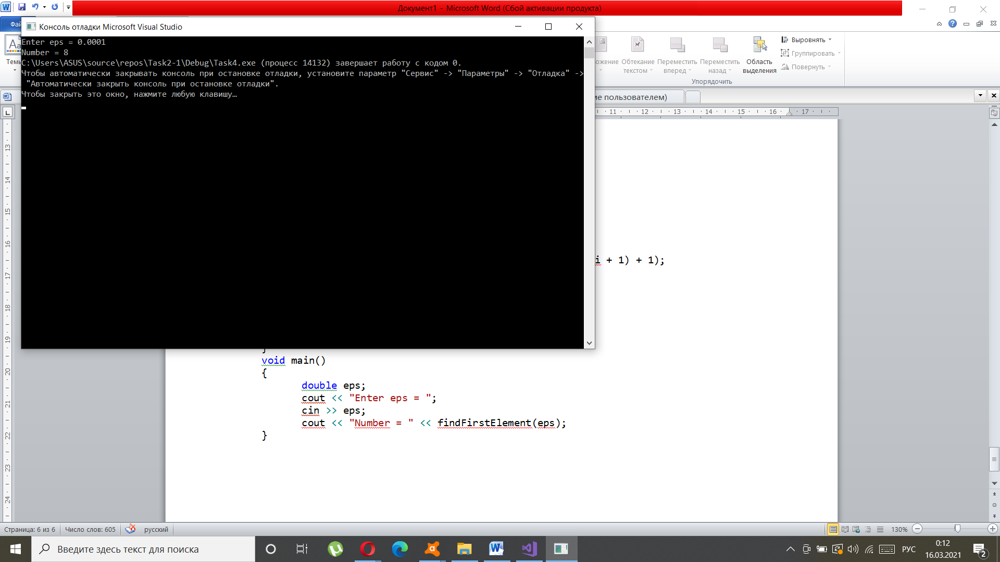 Документ1 - Microsoft Word (Сбой активации продукта)
Консоль отладки Microsoft Visual Studio
Enter eps = 0.0001
Number = 8
C:\Users\ASUS\source\repos\Task2-1\Debug\Task4.exe (процесс 14132) завершает работу с кодом 0.
Чтобы автоматически закрывать консоль при остановке отладки, установите параметр "Сервис" -> "Параметры" -> "Отладка" ->
"Автоматически закрыть консоль при остановке отладки".
Чтобы закрыть это окно, нажмите любую клавишу…
Обтекание текстом
Переместить вперед
Переместить назад
Область выделения
Выровнять
Группировать
Повернуть
Упорядочить
ие пользователем)
11 12 13 14 15 16 17
13
14
15
16
17
18
19
20
21
22
23
24
i + 1) + 1);
}
void main()
{
double eps;
cout << "Enter eps = ";
cin >> eps;
cout << "Number = " << findFirstElement(eps);
}
Страница: 6 из 6
Число слов: 605
русский
130%
Введите здесь текст для поиска
РУС
0:12
16.03.2021
2